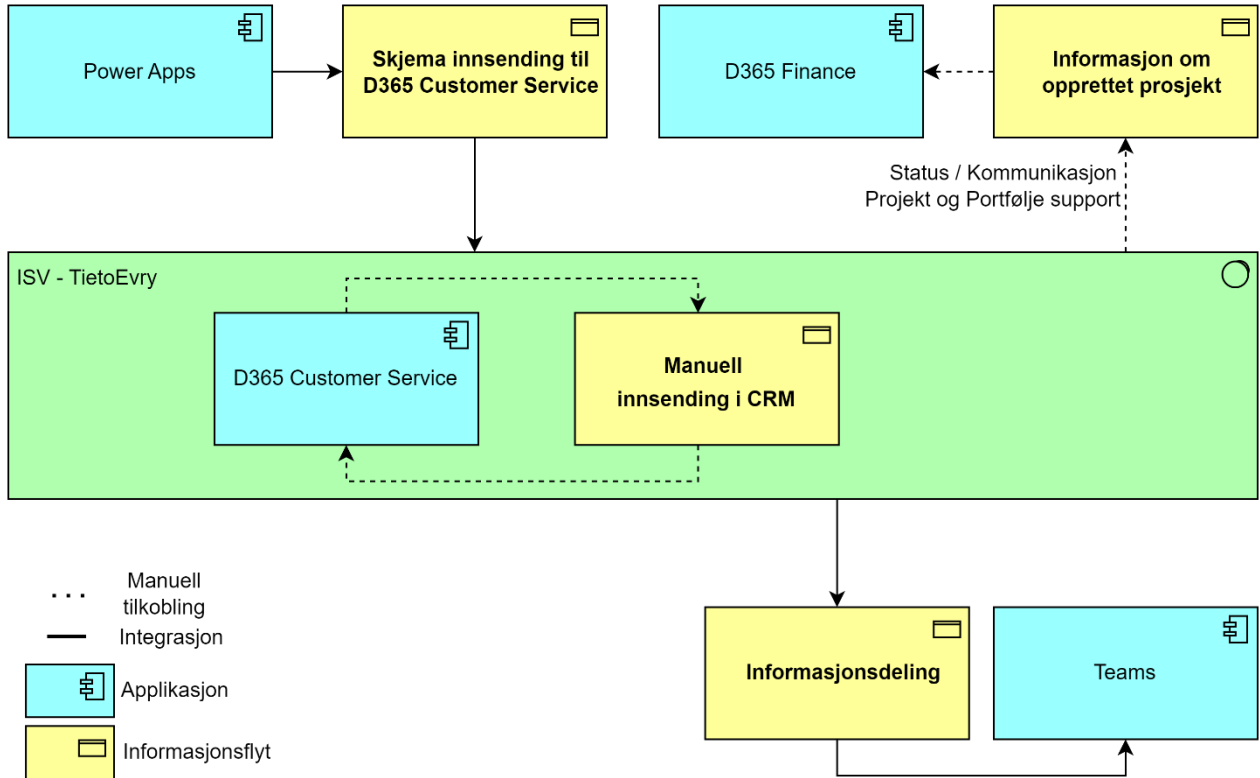 Power Apps
Skjema innsending til
D365 Customer Service
D365 Finance
Informasjon om
opprettet prosjekt
Status / Kommunikasjon
Projekt og Portfølje support
ISV - TietoEvry
D365 Customer Service
Manuell
innsending i CRM
Manuell
tilkobling
Integrasjon
Applikasjon
Informasjonsflyt
Informasjonsdeling
Teams